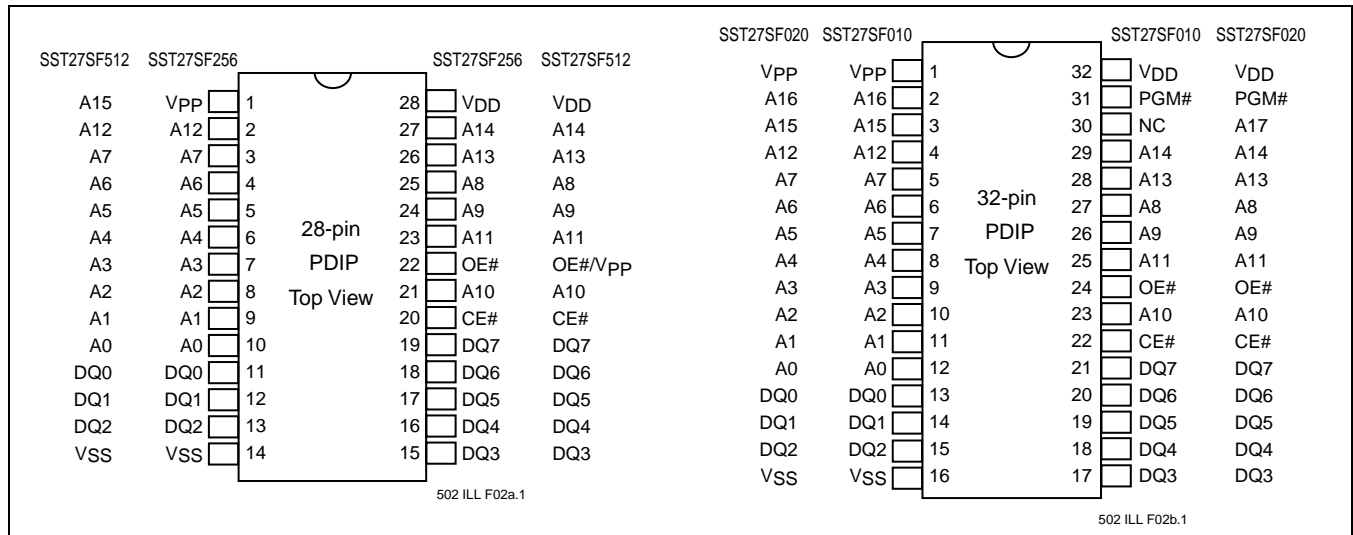 SST27SF512 SST27SF256 SST27SF256 SST27SF512
A15 VPP 1 28 VDD VDD
A12 A12 2 27 A14 A14
A7 A7 3 26 A13 A13
A6 A6 4 25 A8 A8
A5 A5 5 24 A9 A9
A4 A4 6 23 A11 A11
A3 A3 7 22 OE# OE#/VPP
A2 A2 8 21 A10 A10
A1 A1 9 20 CE# CE#
A0 A0 10 19 DQ7 DQ7
DQ0 DQ0 11 18 DQ6 DQ6
DQ1 DQ1 12 17 DQ5 DQ5
DQ2 DQ2 13 16 DQ4 DQ4
VSS VSS 14 15 DQ3 DQ3
28-pin
PDIP
Top View
502 ILL F02a.1
SST27SF020 SST27SF010 SST27SF010 SST27SF020
VPP VPP 1 32 VDD VDD
A16 A16 2 31 PGM# PGM#
A15 A15 3 30 NC A17
A12 A12 4 29 A14 A14
A7 A7 5 28 A13 A13
A6 A6 6 27 A8 A8
A5 A5 7 26 A9 A9
A4 A4 8 25 A11 A11
A3 A3 9 24 OE# OE#
A2 A2 10 23 A10 A10
A1 A1 11 22 CE# CE#
A0 A0 12 21 DQ7 DQ7
DQ0 DQ0 13 20 DQ6 DQ6
DQ1 DQ1 14 19 DQ5 DQ5
DQ2 DQ2 15 18 DQ4 DQ4
VSS VSS 16 17 DQ3 DQ3
32-pin
PDIP
Top View
502 ILL F02b.1